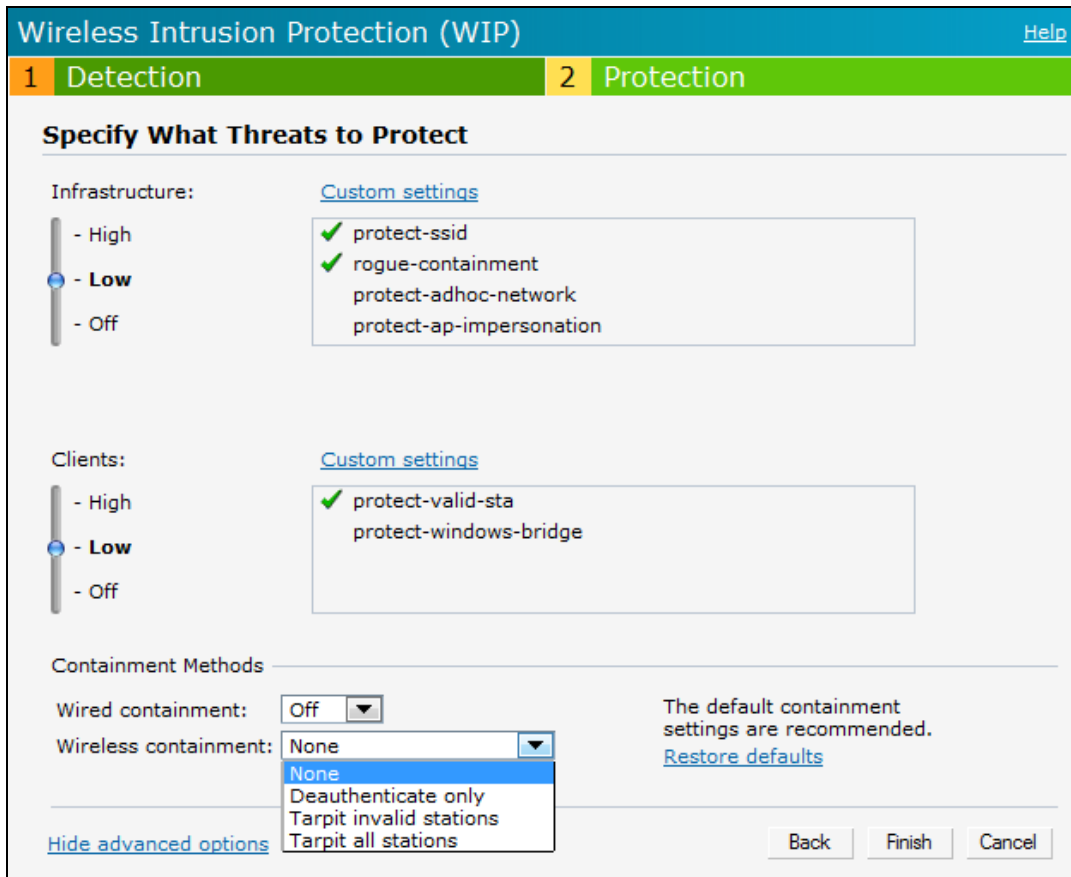 Wireless Intrusion Protection (WIP)
Help
1 Detection
2 Protection
Specify What Threats to Protect
Infrastructure:
Custom settings
- High
- Low
- Off
protect-ssid
rogue-containment
protect-adhoc-network
protect-ap-impersonation
Clients:
Custom settings
- High
- Low
- Off
protect-valid-sta
protect-windows-bridge
Containment Methods
Wired containment:
Off
Wireless containment:
None
None
Deauthenticate only
Tarpit invalid stations
Tarpit all stations
The default containment
settings are recommended.
Restore defaults
Hide advanced options
Back
Finish
Cancel